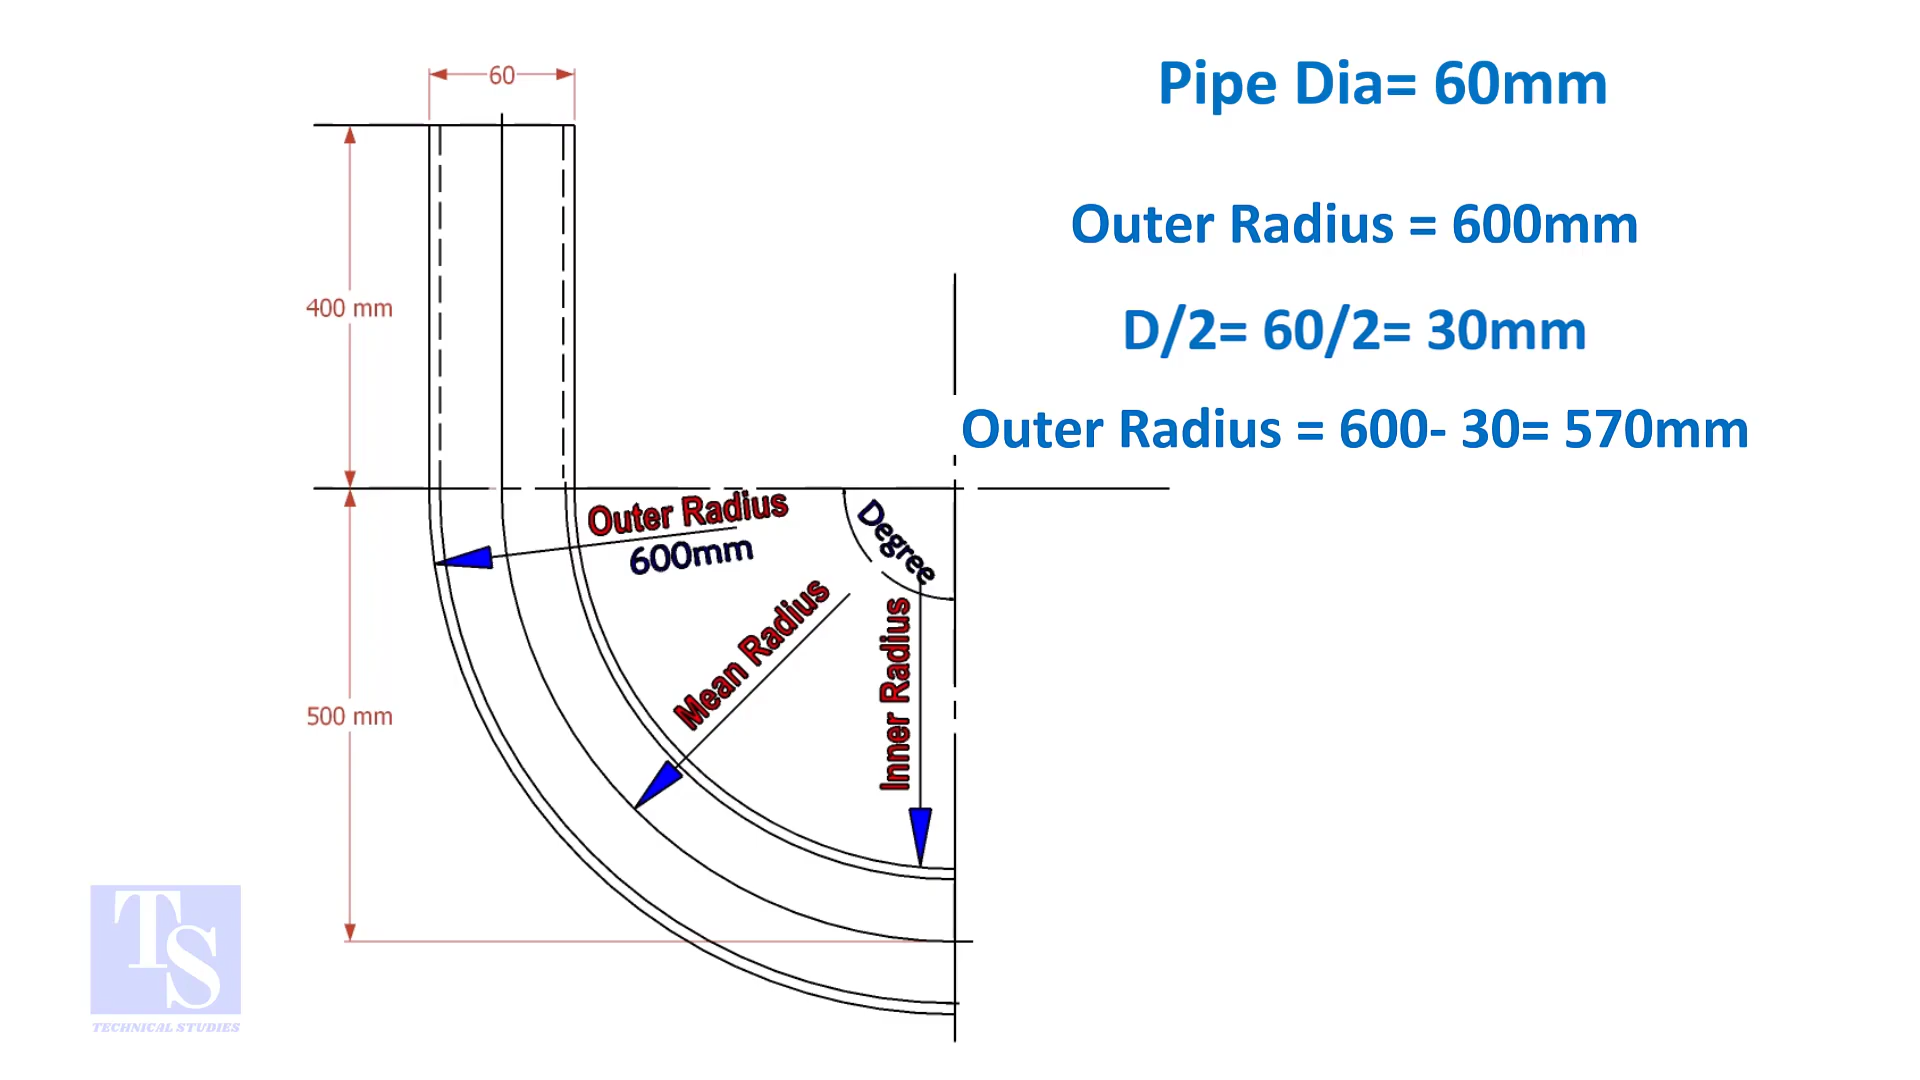 60
Pipe Dia= 60mm
Outer Radius = 600mm
400 mm
D/2= 60/2= 30mm
Outer Radius = 600- 30= 570mm
Outer Radius
600mm
Degree
Mean Radius
Inner Radius
500 mm
TS
TECHNICAL STUDIES